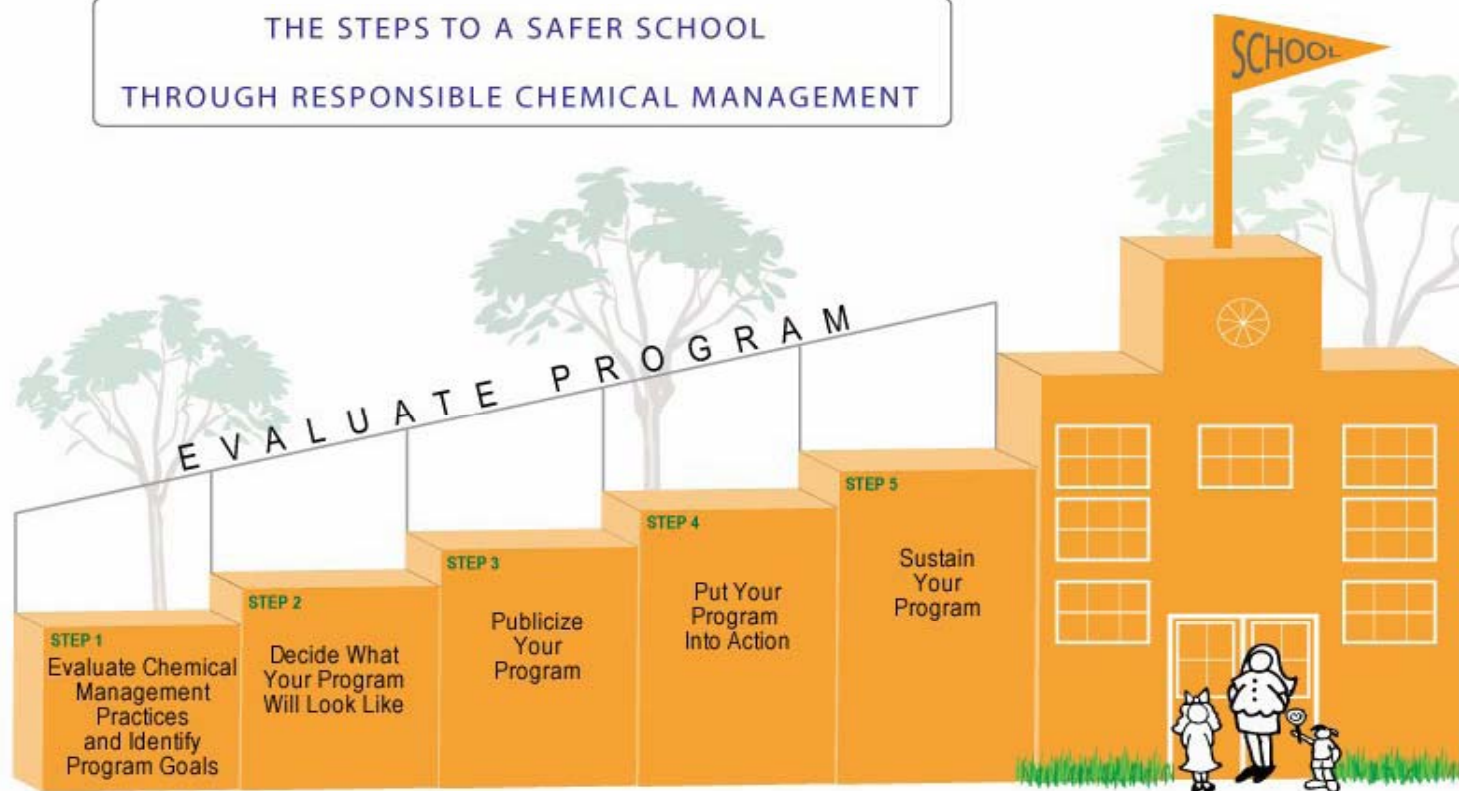 THE STEPS TO A SAFER SCHOOL
THROUGH RESPONSIBLE CHEMICAL MANAGEMENT
SCHOOL
EVALUATE PROGRAM
STEP 1
Evaluate Chemical
Management
Practices
and Identify
Program Goals
STEP 2
Decide What
Your Program
Will Look Like
STEP 3
Publicize
Your
Program
STEP 4
Put Your
Program
Into Action
STEP 5
Sustain
Your
Program